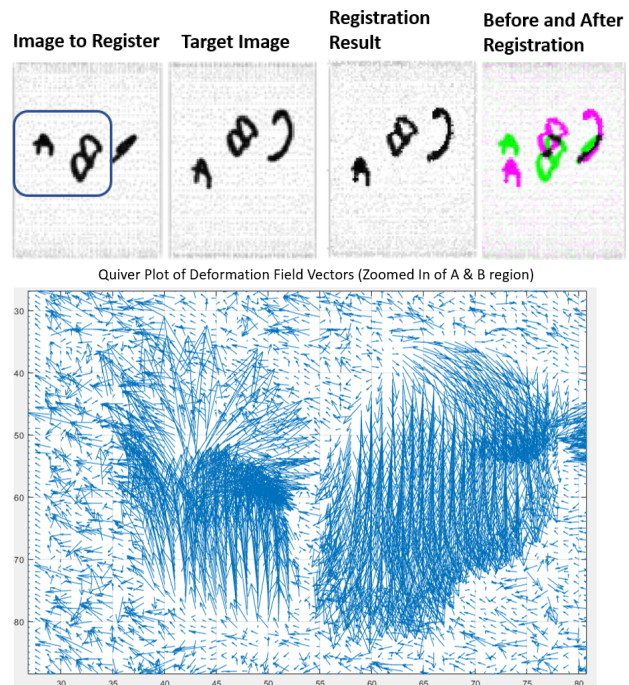 Image to Register
Target Image
Registration
Result
Before and After
Registration
A B
A B
A B
A B
A B
Quiver Plot of Deformation Field Vectors (Zoomed In of A & B region)
30
40
50
60
70
80
30
35
40
45
50
55
60
65
70
75
80